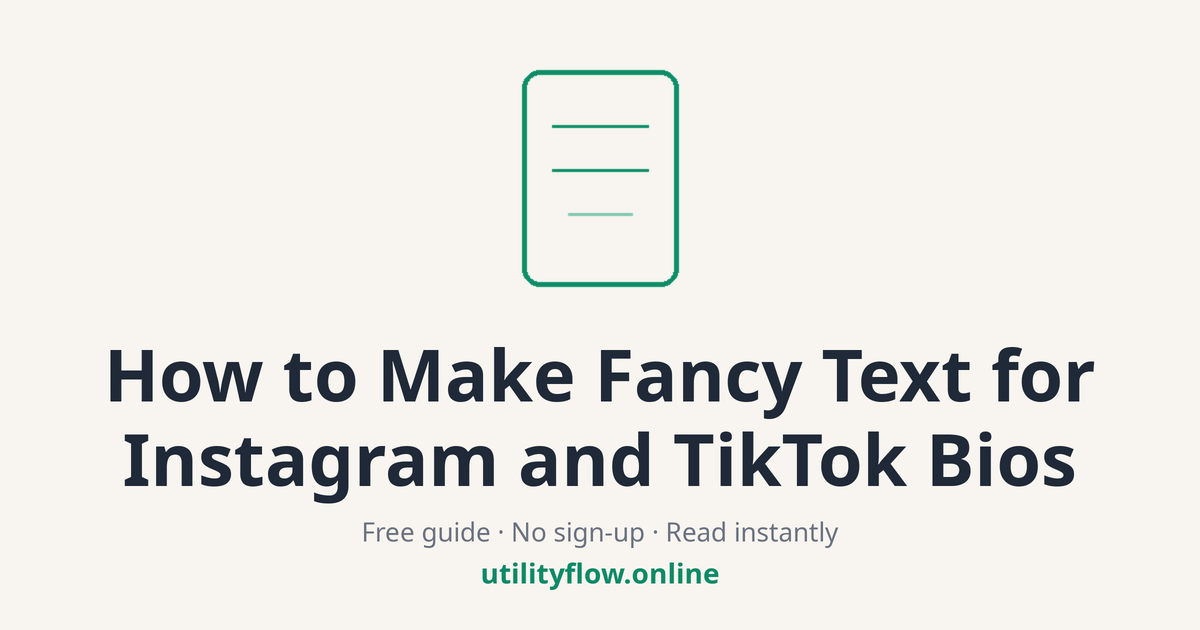 How to Make Fancy Text for
Instagram and TikTok Bios
Free guide · No sign-up · Read instantly
utilityflow.online